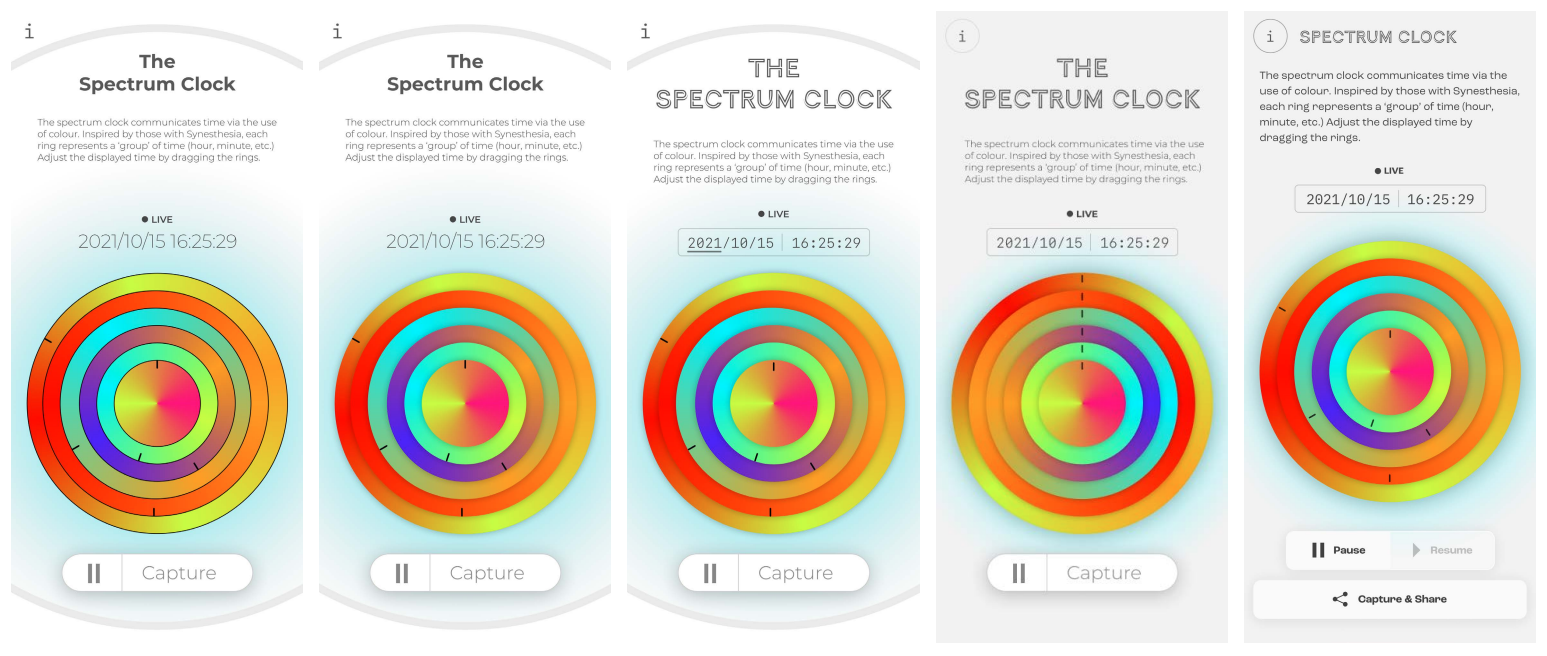 i
The
Spectrum Clock
The spectrum clock communicates time via the use
of colour. Inspired by those with Synesthesia, each
ring represents a ‘group’ of time (hour, minute, etc.)
Adjust the displayed time by dragging the rings.
LIVE
2021/10/15 16:25:29
Capture
i
The
Spectrum Clock
The spectrum clock communicates time via the use
of colour. Inspired by those with Synesthesia, each
ring represents a ‘group’ of time (hour, minute, etc.)
Adjust the displayed time by dragging the rings.
LIVE
2021/10/15 16:25:29
Capture
i
THE
SPECTRUM CLOCK
The spectrum clock communicates time via the use
of colour. Inspired by those with Synesthesia, each
ring represents a ‘group’ of time (hour, minute, etc.)
Adjust the displayed time by dragging the rings.
LIVE
2021/10/15 16:25:29
Capture
i
THE
SPECTRUM CLOCK
The spectrum clock communicates time via the use
of colour. Inspired by those with Synesthesia, each
ring represents a ‘group’ of time (hour, minute, etc.)
Adjust the displayed time by dragging the rings.
LIVE
2021/10/15 16:25:29
Capture
i
SPECTRUM CLOCK
The spectrum clock communicates time via the
use of colour. Inspired by those with Synesthesia,
each ring represents a ‘group’ of time (hour,
minute, etc.) Adjust the displayed time by
dragging the rings.
LIVE
2021/10/15 16:25:29
Pause Resume
Capture & Share